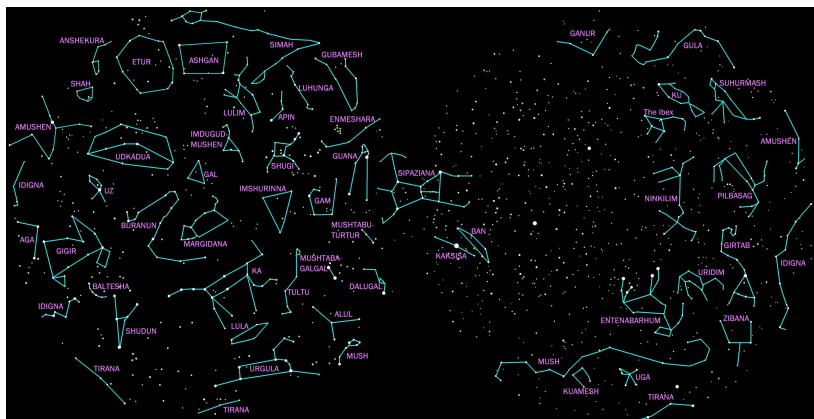 ANSHEKURA
ETUR
ASHGAN
SIMAH
GUBAMESH
SHAH
LULIM
APIN
LUHUNGA
AMUSHEN
IMDUGUD
MUSHEN
ENMESHARA
UDKADUA
GAL
SHUGI
GUANA
SIPAZIANA
IDIGNA
UZ
IMSHURINNA
GAM
BURANUN
MUSHTABU-
TURTUR
AGA
GIGIR
MARGIDANA
KA
MUSHTABA-
GALGAL
BALTESHA
TULTU
DALUGAL
IDIGNA
SHUDUN
LULA
ALUL
MUSH
TIRANA
URGULA
TIRANA
GANUR
GULA
KU
SUHURMASH
The Ibex
AMUSHEN
NINKILIM
PILBASAG
BAN
KAKSISA
GIRTAB
URIDIM
IDIGNA
ENTENABARHUM
ZIBANA
MUSH
KUAMESH
UGA
TIRANA